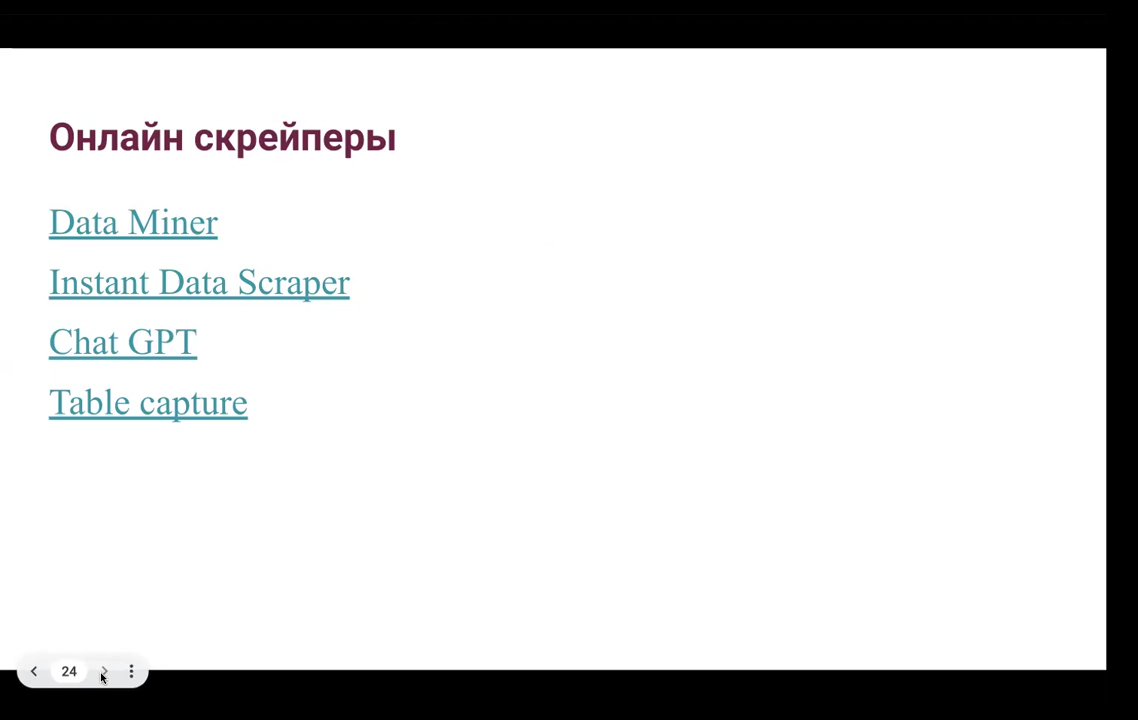 Онлайн скрейперы
Data Miner
Instant Data Scraper
Chat GPT
Table capture
24